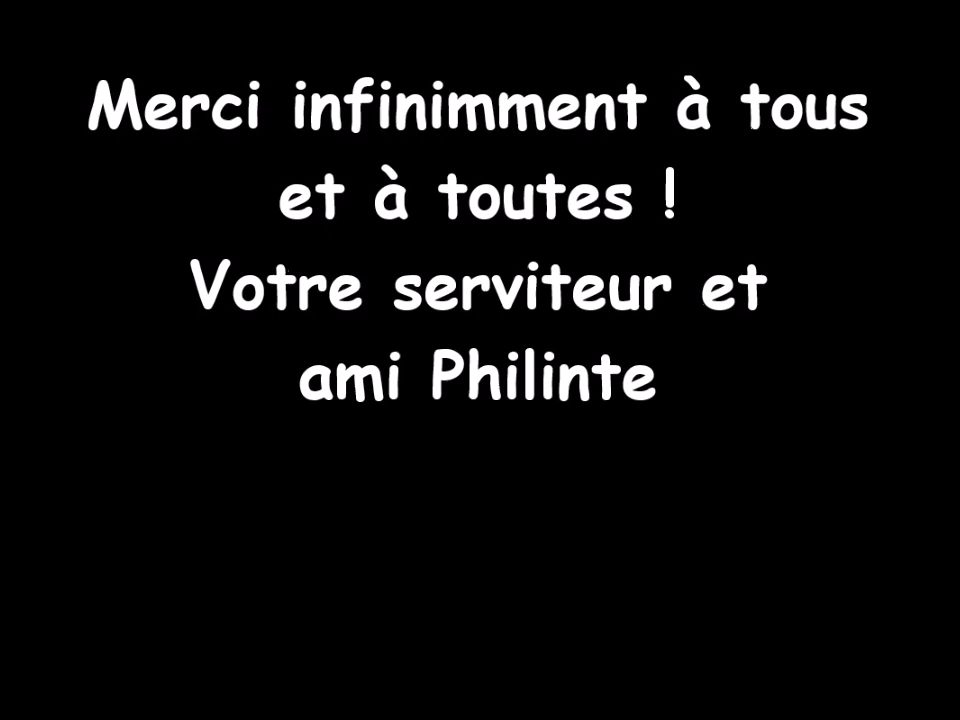 Merci infinimment à tous
et à toutes !
Votre serviteur et
ami Philinte